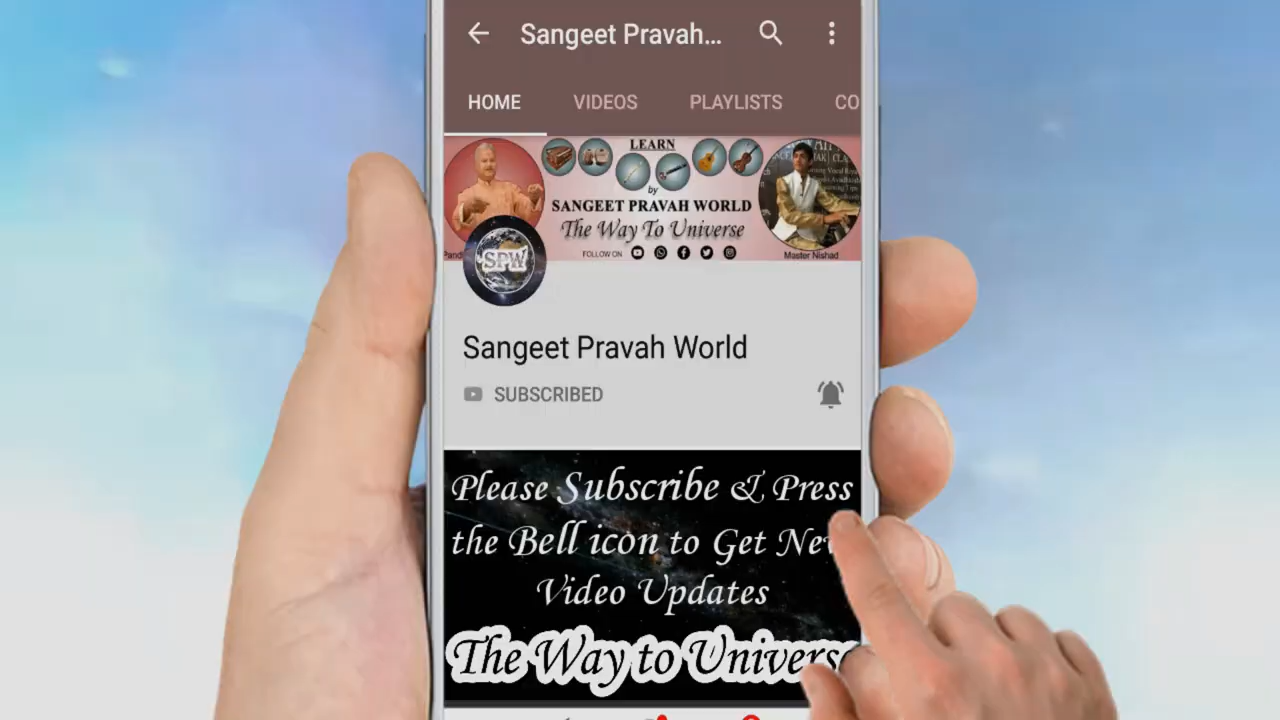 Sangeet Pravah...
HOME VIDEOS PLAYLISTS CO
LEARN
by
SANGEET PRAVAH WORLD
The Way To Universe
FOLLOW ON
Pand
Master Nishad
SPW
Sangeet Pravah World
SUBSCRIBED
Please Subscribe & Press
the Bell icon to Get New
Video Updates
The Way to Universe